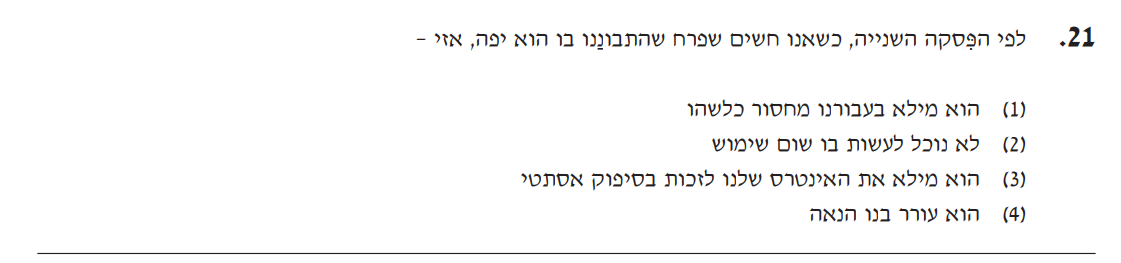 21. לפי הפִּסקה השנייה, כשאנו חשים שפרח שהתבונַנו בו הוא יפה, אזי –
(1) הוא מילא בעבורנו מחסור כלשהו
(2) לא נוכל לעשות בו שום שימוש
(3) הוא מילא את האינטרס שלנו לזכות בסיפוק אסתטי
(4) הוא עורר בנו הנאה